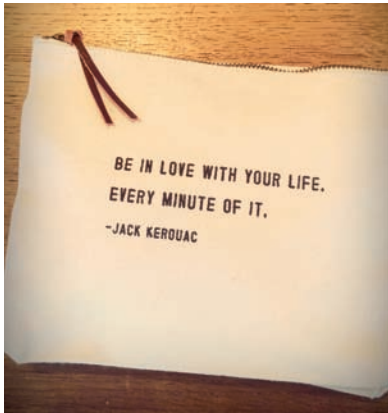 BE IN LOVE WITH YOUR LIFE.
EVERY MINUTE OF IT.
-JACK KEROUAC